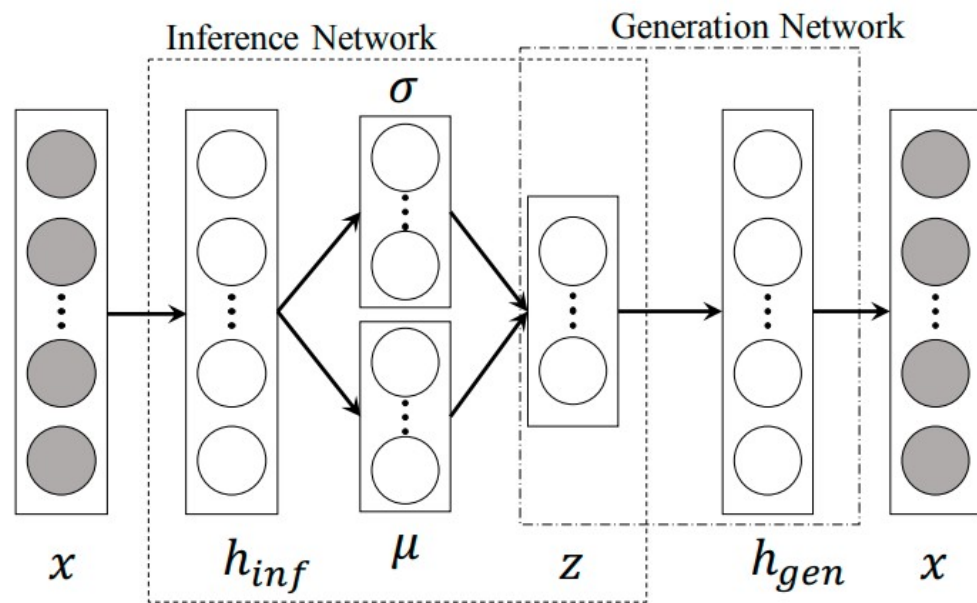 Inference Network
Generation Network
σ
x
h_inf
μ
z
h_gen
x